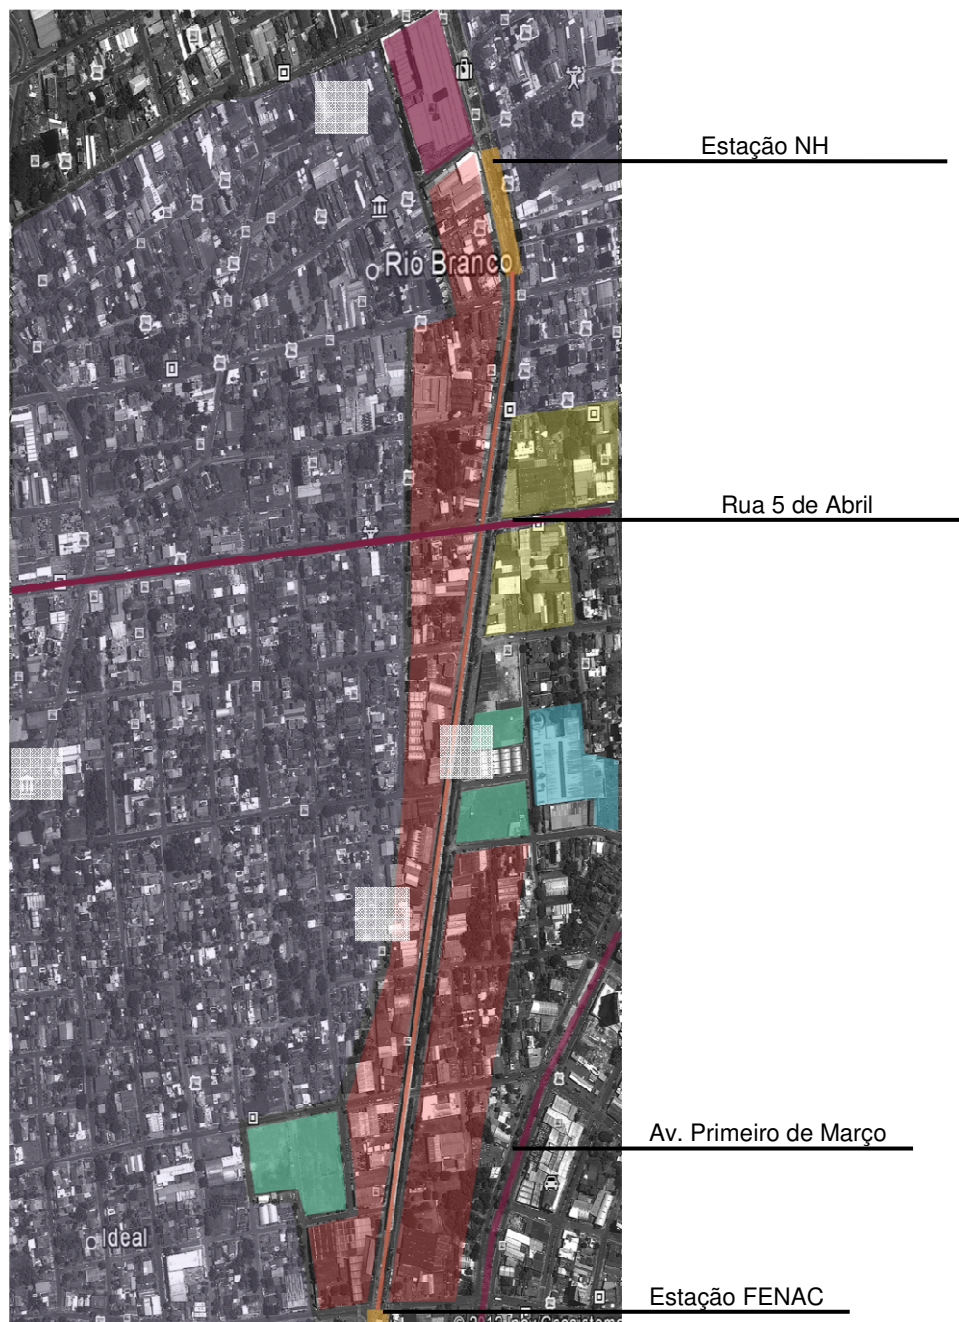 Estação NH
Rio Branco
Rua 5 de Abril
Av. Primeiro de Março
Ideal
Estação FENAC